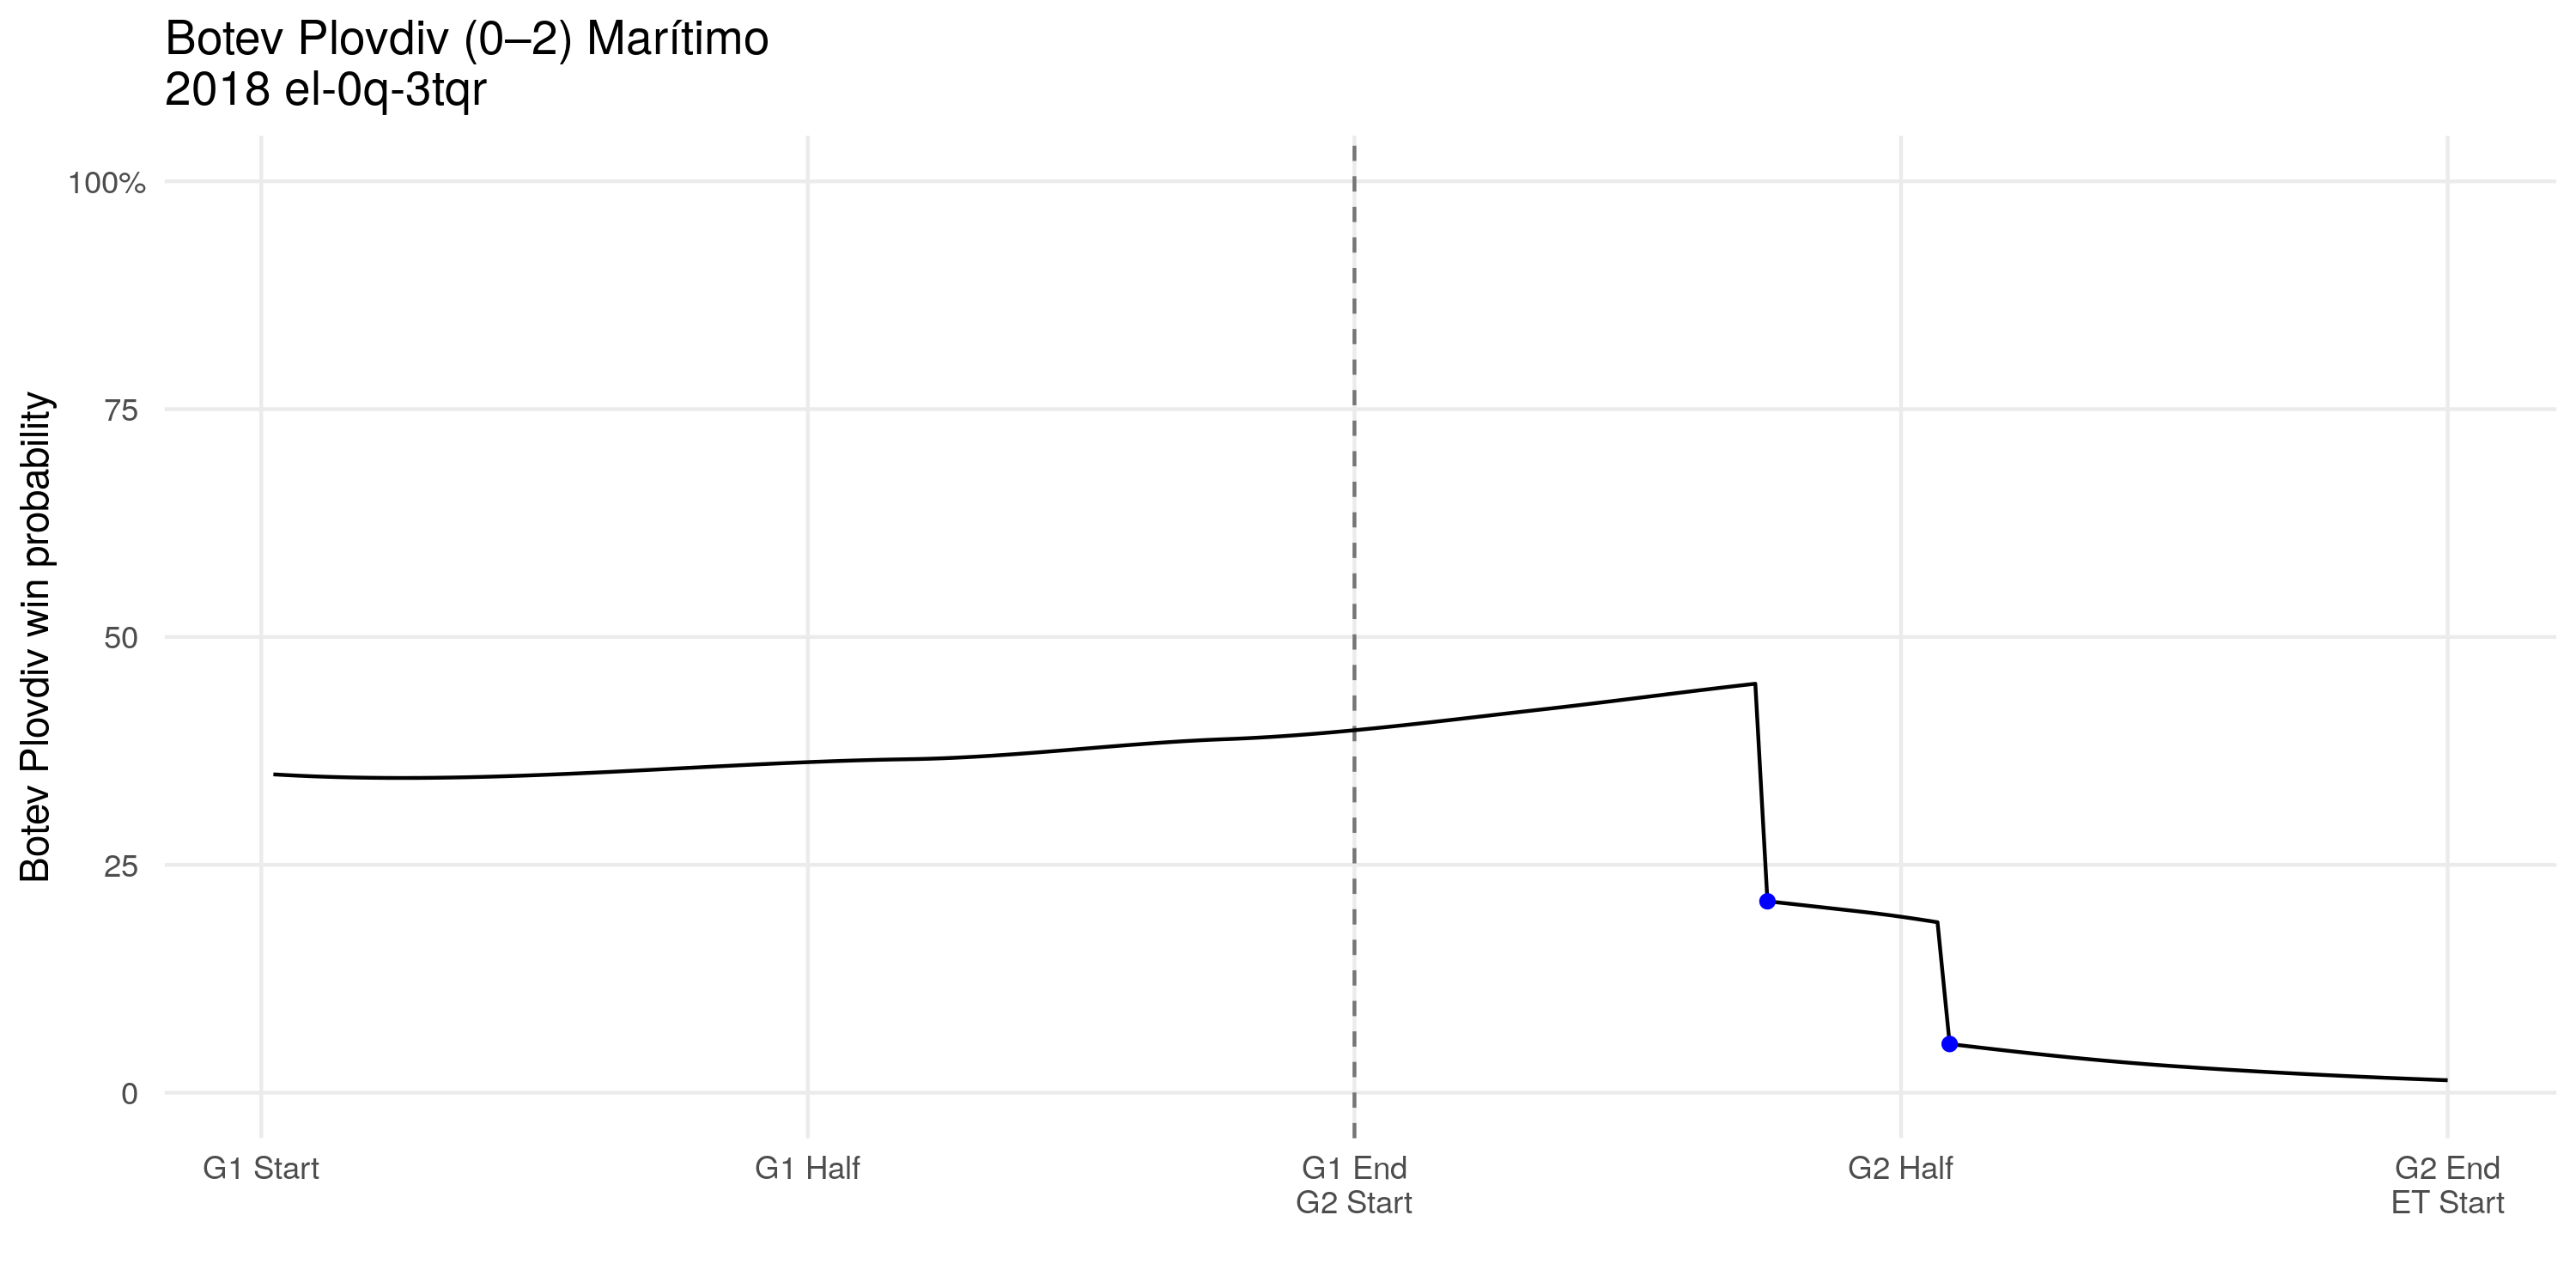 Botev Plovdiv (0–2) Marítimo
2018 el-0q-3tqr
Botev Plovdiv win probability
100%
75
50
25
0
G1 Start
G1 Half
G1 End
G2 Start
G2 Half
G2 End
ET Start